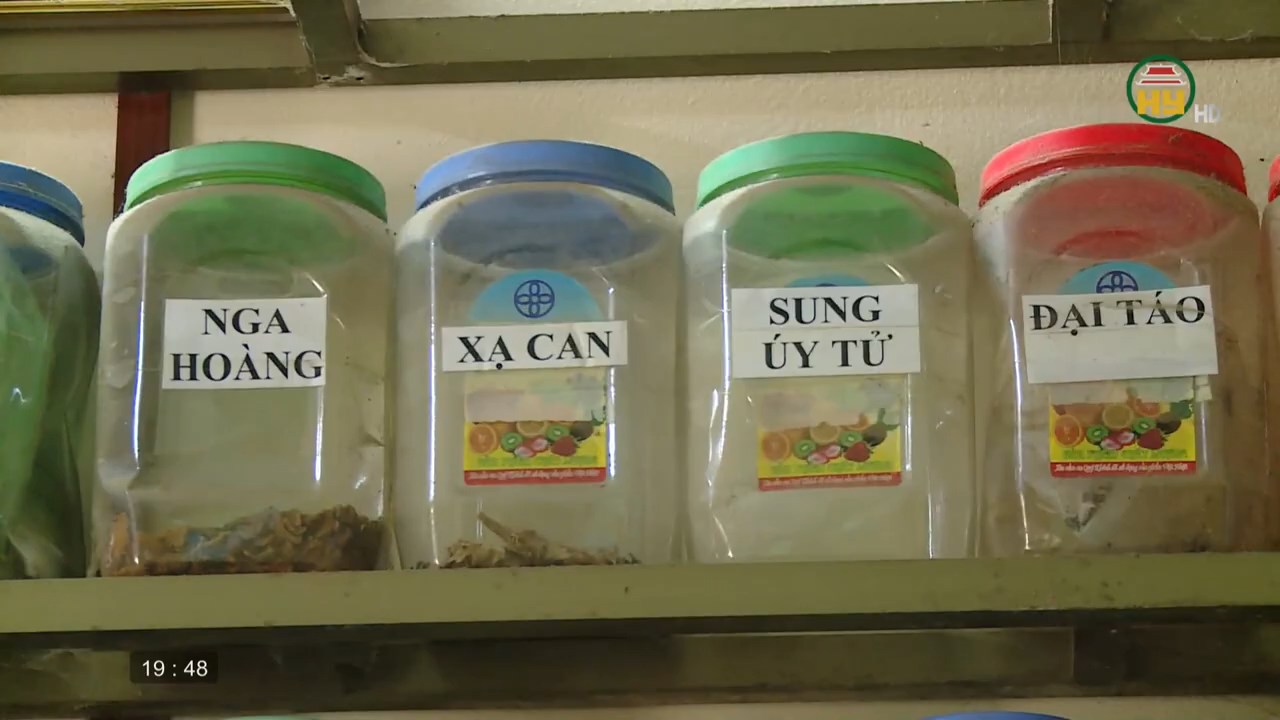 HY
HD
NGA
HOÀNG
XẠ CAN
SUNG
ÚY TỬ
ĐẠI TÁO
19 : 48